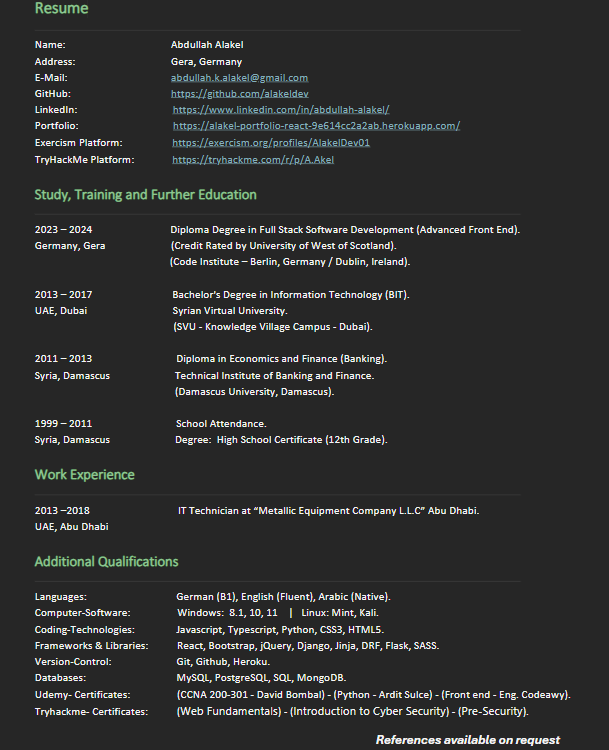 Resume
Name: Abdullah Alakel
Address: Gera, Germany
E-Mail: abdullah.k.alakel@gmail.com
GitHub: https://github.com/alakeldev
LinkedIn: https://www.linkedin.com/in/abdullah-alakel/
Portfolio: https://alakel-portfolio-react-9e614cc2a2ab.herokuapp.com/
Exercism Platform: https://exercism.org/profiles/AlakelDev01
TryHackMe Platform: https://tryhackme.com/r/p/A.Akel
Study, Training and Further Education
2023 – 2024 Diploma Degree in Full Stack Software Development (Advanced Front End).
Germany, Gera (Credit Rated by University of West of Scotland).
(Code Institute – Berlin, Germany / Dublin, Ireland).
2013 – 2017 Bachelor's Degree in Information Technology (BIT).
UAE, Dubai Syrian Virtual University.
(SVU - Knowledge Village Campus - Dubai).
2011 – 2013 Diploma in Economics and Finance (Banking).
Syria, Damascus Technical Institute of Banking and Finance.
(Damascus University, Damascus).
1999 – 2011 School Attendance.
Syria, Damascus Degree: High School Certificate (12th Grade).
Work Experience
2013 –2018 IT Technician at “Metallic Equipment Company L.L.C” Abu Dhabi.
UAE, Abu Dhabi
Additional Qualifications
Languages: German (B1), English (Fluent), Arabic (Native).
Computer-Software: Windows: 8.1, 10, 11 | Linux: Mint, Kali.
Coding-Technologies: Javascript, Typescript, Python, CSS3, HTML5.
Frameworks & Libraries: React, Bootstrap, jQuery, Django, Jinja, DRF, Flask, SASS.
Version-Control: Git, Github, Heroku.
Databases: MySQL, PostgreSQL, SQL, MongoDB.
Udemy- Certificates: (CCNA 200-301 - David Bombal) - (Python - Ardit Sulce) - (Front end - Eng. Codeawy).
Tryhackme- Certificates: (Web Fundamentals) - (Introduction to Cyber Security) - (Pre-Security).
References available on request